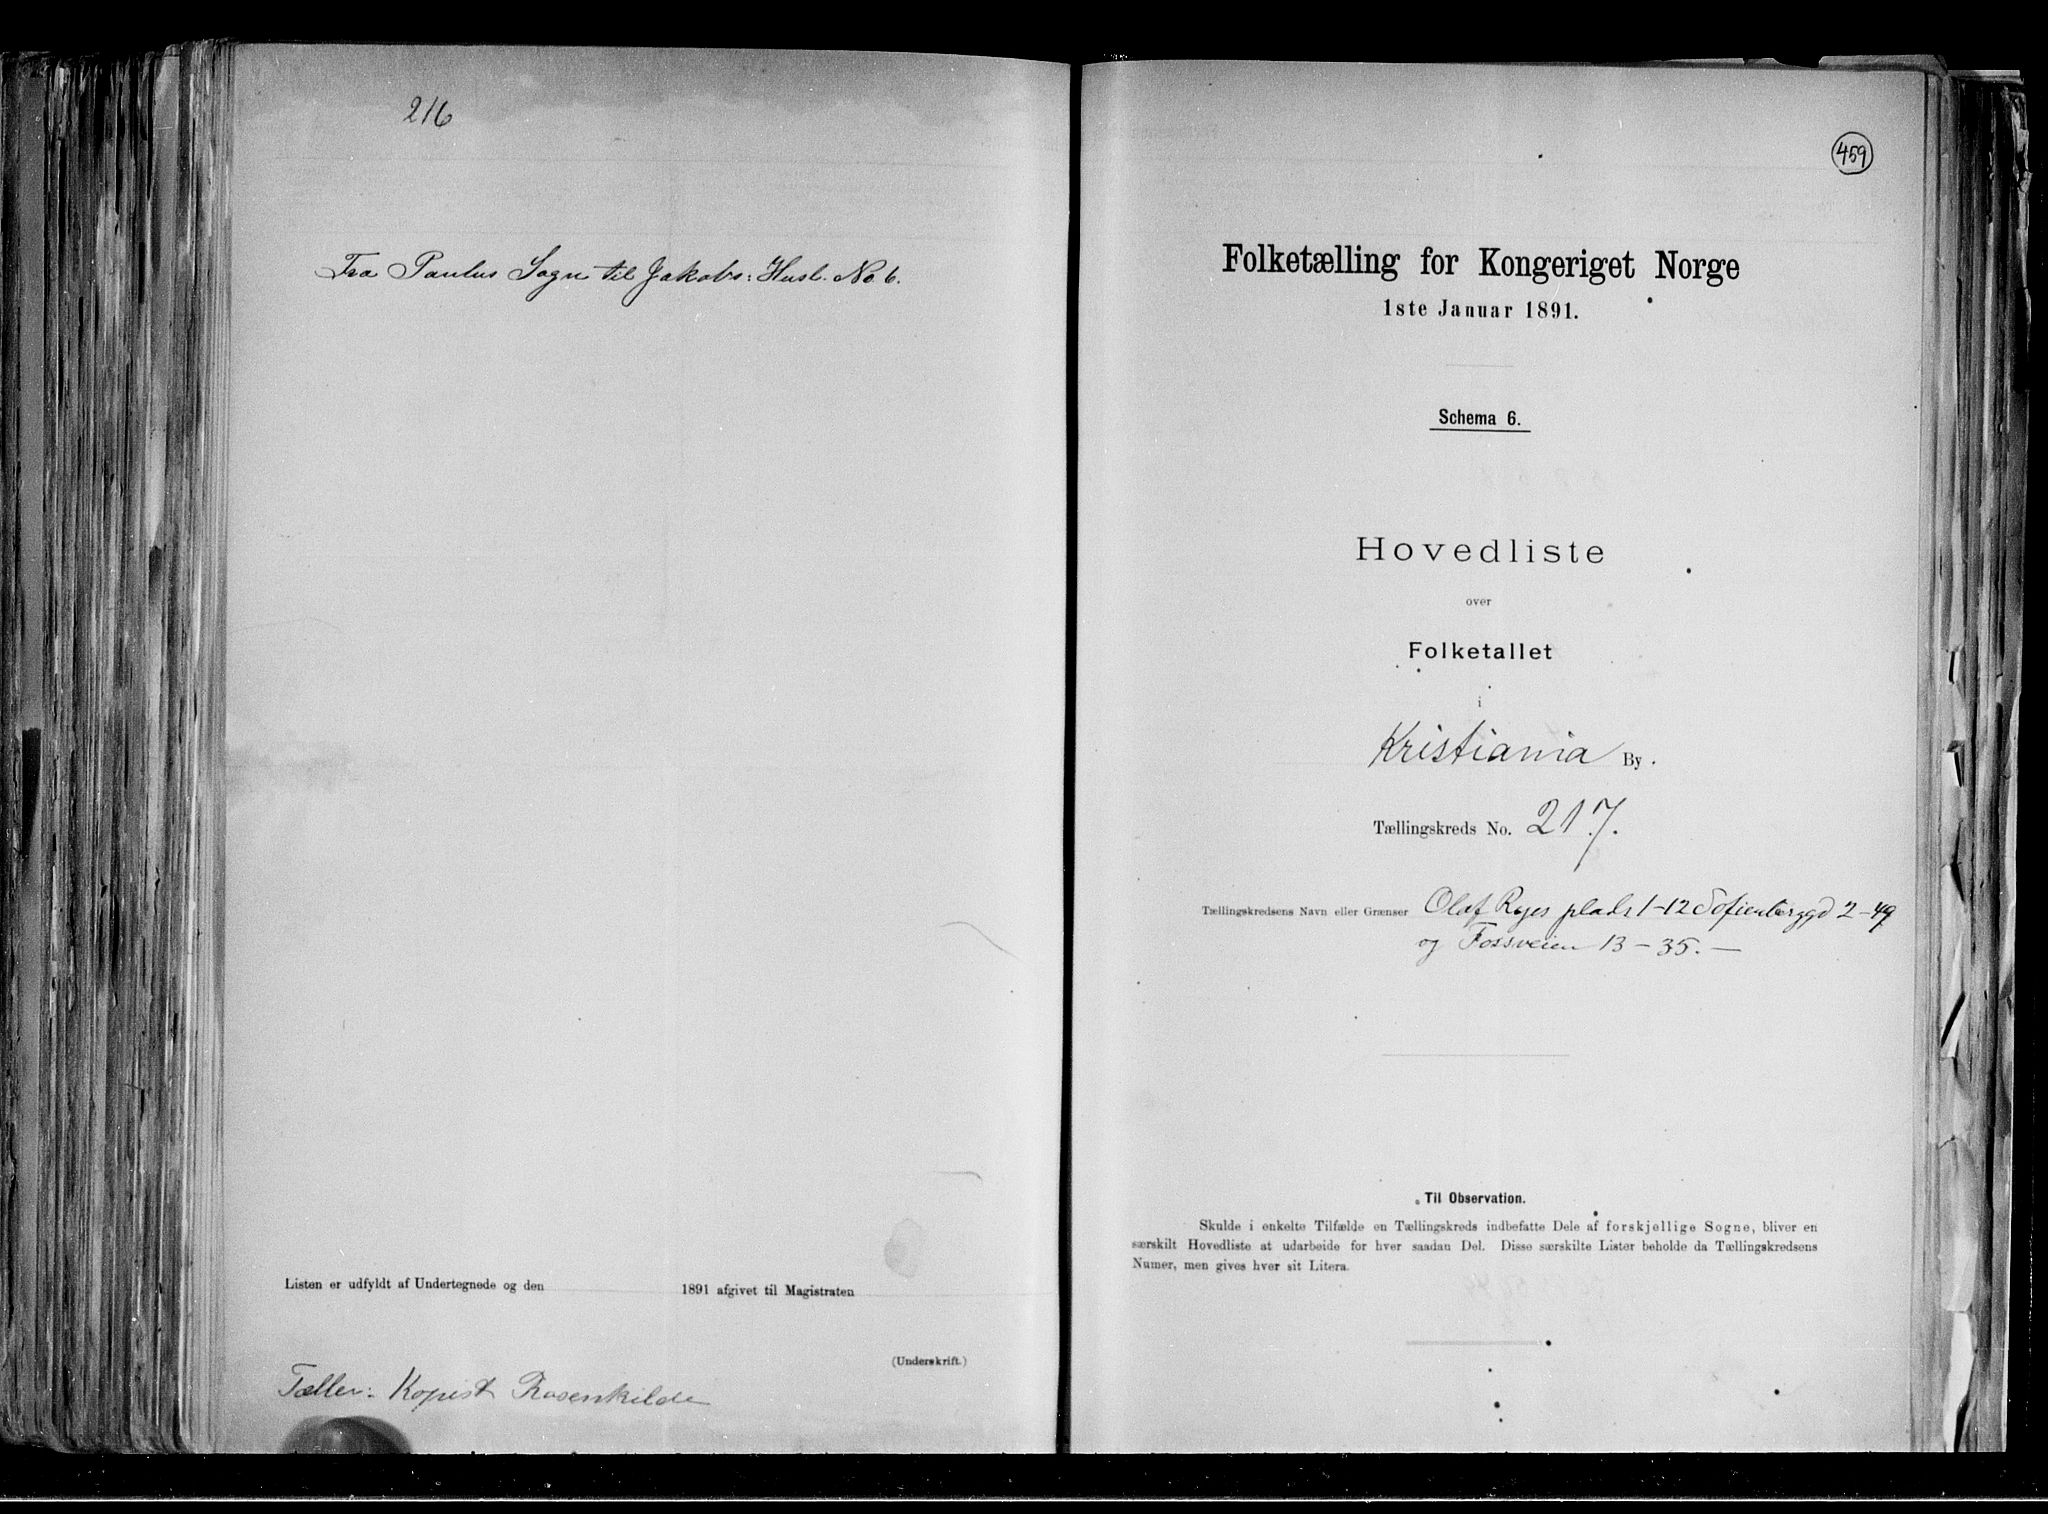 216
Fra Paulus Sogn til Jakobs: Husl. No. 6.
Listen er udfyldt af Undertegnede og den 1891 afgivet til Magistraten
(Underskrift.)
Tæller: Kopist Rosenkilde
459
Folketælling for Kongeriget Norge
1ste Januar 1891.
Schema 6.
Hovedliste
over
Folketallet
i
Kristiania By.
Tællingskreds No. 217.
Tællingskredsens Navn eller Grænser Olaf Ryes plads 1-12 Sofienberggd 2-49
og Fossveien 13-35.-
Til Observation.
Skulde i enkelte Tilfælde en Tællingskreds indbefatte Dele af forskjellige Sogne, bliver en
særskilt Hovedliste at udarbeide for hver saadan Del. Disse særskilte Lister beholde da Tællingskredsens
Numer, men gives hver sit Litera.